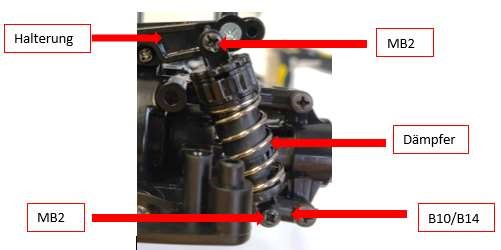 Halterung
MB2
Dämpfer
MB2
B10/B14